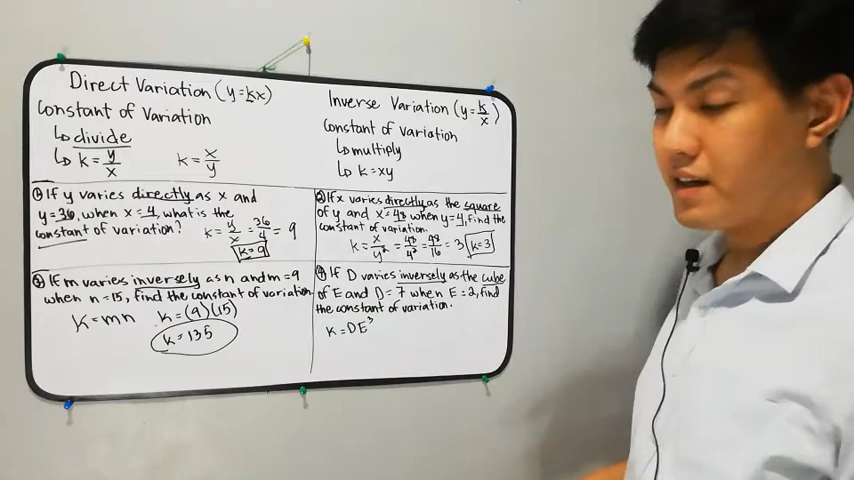 Direct Variation (y=kx)
Constant of Variation
↳ divide
↳ k = y/x    k = x/y
Inverse Variation (y = k/x)
Constant of variation
↳ multiply
↳ k = xy
① If y varies directly as x and
y = 36, when x = 4, what is the
constant of variation?  k = y/x = 36/4 = 9
k = 9
② If x varies directly as the square
of y and x = 48 when y = 4, find the
constant of variation.
k = x/y² = 48/4² = 48/16 = 3  k = 3
③ If m varies inversely as n and m = 9
when n = 15, find the constant of variation
k = mn  k = (9)(15)
k = 135
④ If D varies inversely as the cube
of E and D = 7 when E = 2, find
the constant of variation.
k = DE³